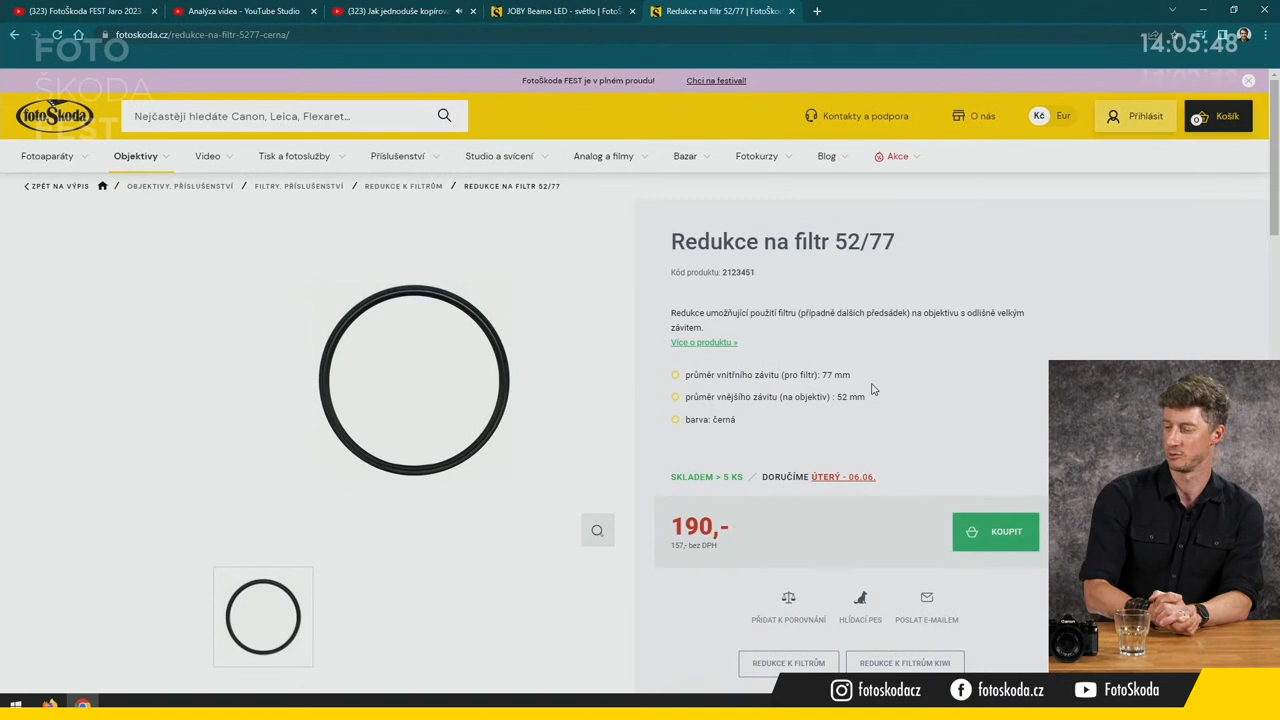 (323) FotoŠkoda FEST Jaro 2023
Analýza videa - YouTube Studio
(323) Jak jednoduše kopírov
JOBY Beamo LED - světlo | FotoŠ
Redukce na filtr 52/77 | FotoŠko
fotoskoda.cz/redukce-na-filtr-5277-cerna/
FOTO
ŠKODA
FEST
14:05:48
FotoŠkoda FEST je v plném proudu!
Chci na festival!
fotoŠkoda
Nejčastěji hledáte Canon, Leica, Flexaret...
Kontakty a podpora
O nás
Kč
Eur
Přihlásit
0
Košík
Fotoaparáty
Objektivy
Video
Tisk a fotoslužby
Příslušenství
Studio a svícení
Analog a filmy
Bazar
Fotokurzy
Blog
Akce
ZPĚT NA VÝPIS / OBJEKTIVY, PŘÍSLUŠENSTVÍ / FILTRY, PŘÍSLUŠENSTVÍ / REDUKCE K FILTRŮM / REDUKCE NA FILTR 52/77
Redukce na filtr 52/77
Kód produktu: 2123451
Redukce umožňující použití filtru (případně dalších předsádek) na objektivu s odlišně velkým
závitem.
Více o produktu »
průměr vnitřního závitu (pro filtr): 77 mm
průměr vnějšího závitu (na objektiv) : 52 mm
barva: černá
SKLADEM > 5 KS / DORUČÍME ÚTERÝ - 06.06.
190,-
157,- bez DPH
KOUPIT
PŘIDAT K POROVNÁNÍ
HLÍDACÍ PES
POSLAT E-MAILEM
REDUKCE K FILTRŮM
REDUKCE K FILTRŮM KIWI
Canon
fotoskodacz
fotoskoda.cz
FotoŠkoda